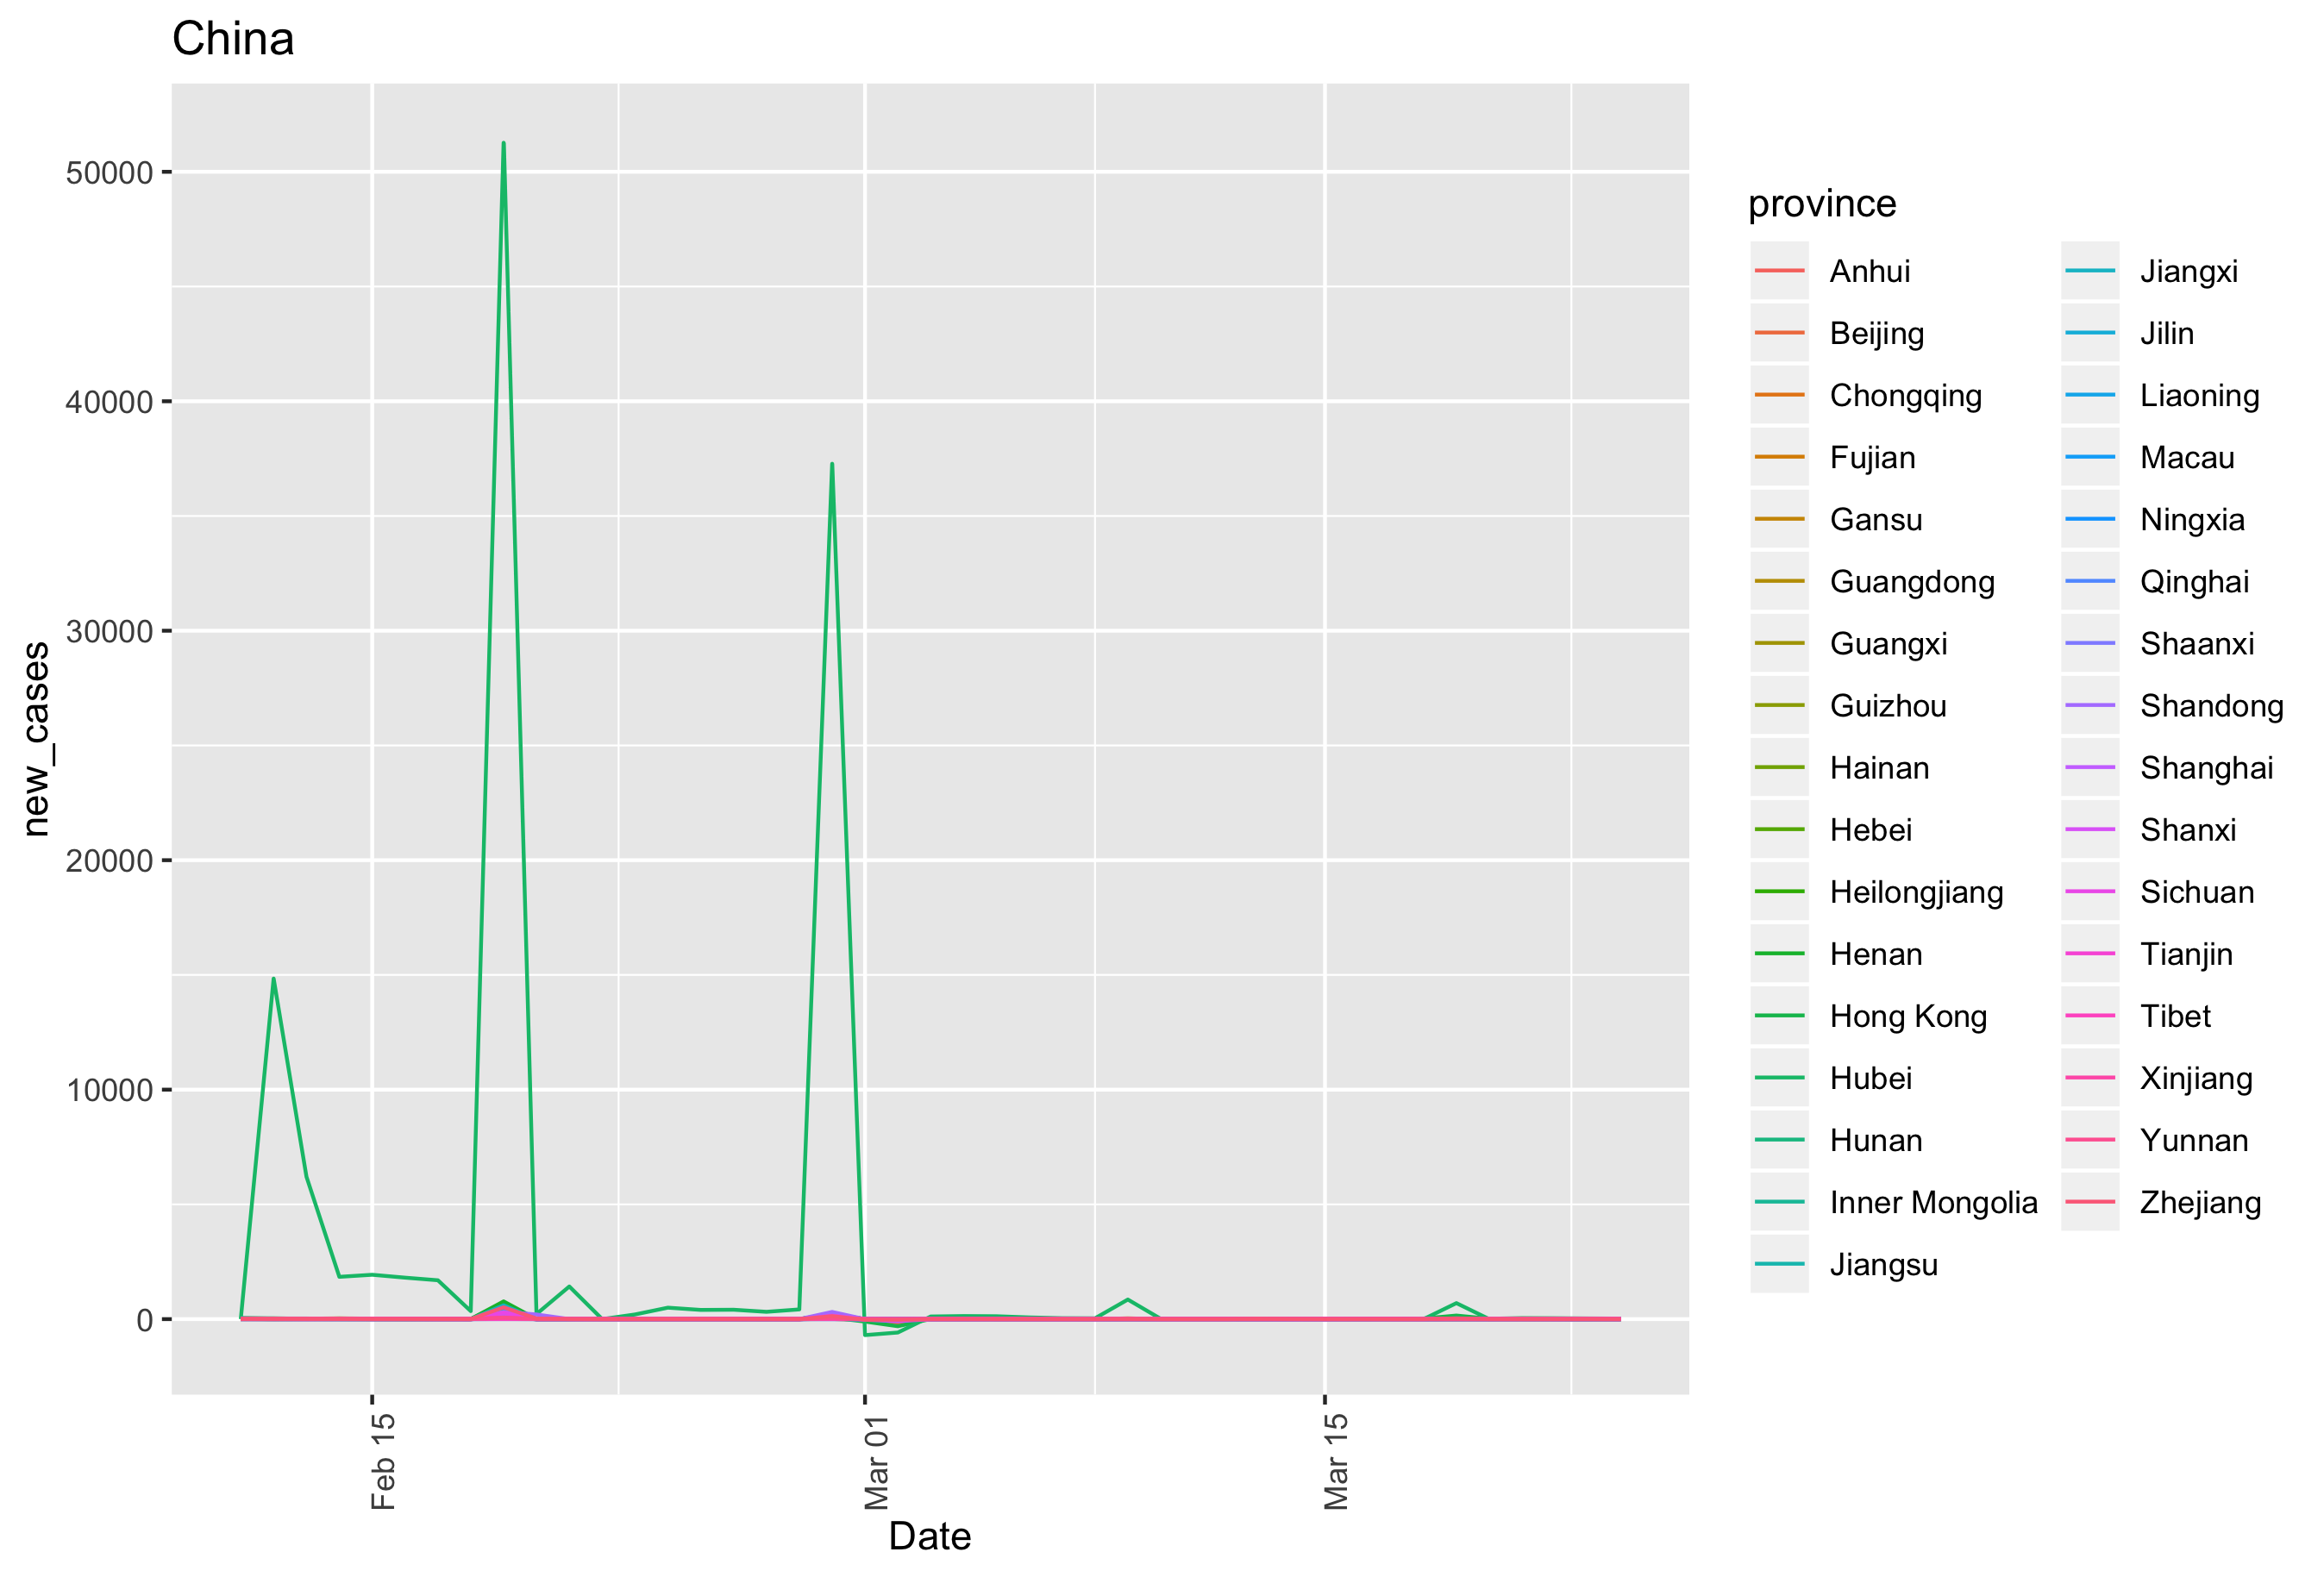 China
new_cases
50000
40000
30000
20000
10000
0
Feb 15
Mar 01
Mar 15
Date
province
Anhui
Beijing
Chongqing
Fujian
Gansu
Guangdong
Guangxi
Guizhou
Hainan
Hebei
Heilongjiang
Henan
Hong Kong
Hubei
Hunan
Inner Mongolia
Jiangsu
Jiangxi
Jilin
Liaoning
Macau
Ningxia
Qinghai
Shaanxi
Shandong
Shanghai
Shanxi
Sichuan
Tianjin
Tibet
Xinjiang
Yunnan
Zhejiang